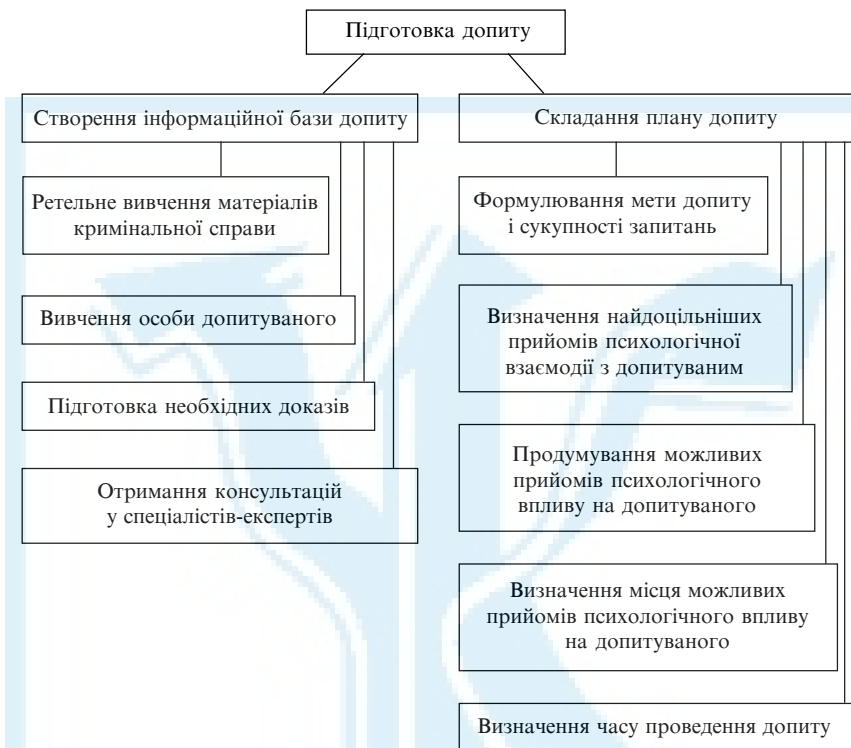 Підготовка допиту
Створення інформаційної бази допиту
Ретельне вивчення матеріалів
кримінальної справи
Вивчення особи допитуваного
Підготовка необхідних доказів
Отримання консультацій
у спеціалістів-експертів
Складання плану допиту
Формулювання мети допиту
і сукупності запитань
Визначення найдоцільніших
прийомів психологічної
взаємодії з допитуваним
Продумування можливих
прийомів психологічного
впливу на допитуваного
Визначення місця можливих
прийомів психологічного впливу
на допитуваного
Визначення часу проведення допиту